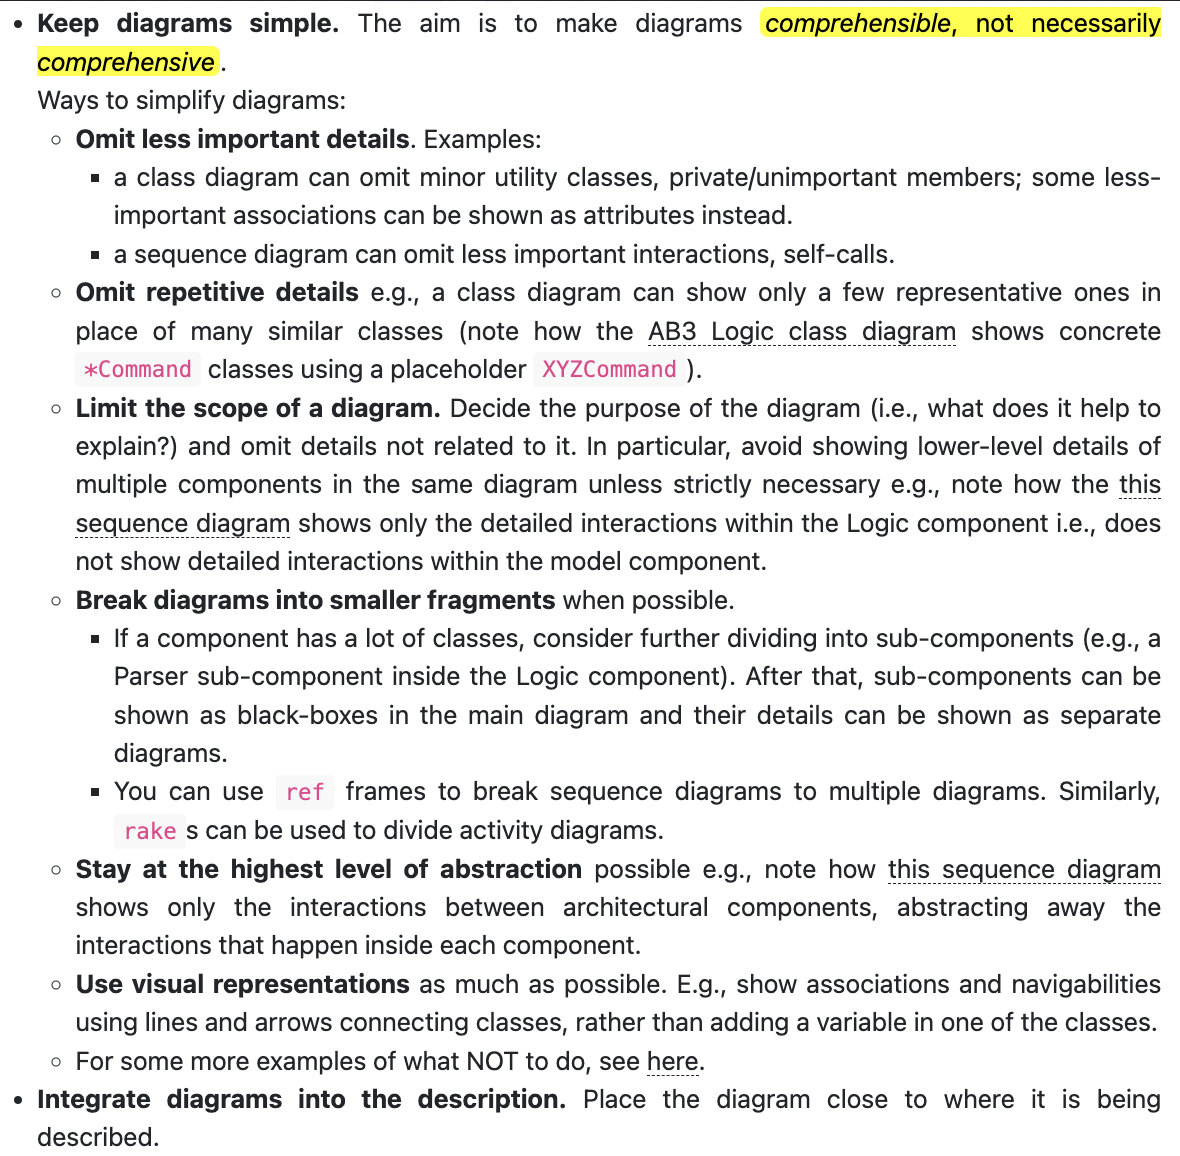 • Keep diagrams simple. The aim is to make diagrams comprehensible, not necessarily
comprehensive.
Ways to simplify diagrams:
◦ Omit less important details. Examples:
▪ a class diagram can omit minor utility classes, private/unimportant members; some less-
important associations can be shown as attributes instead.
▪ a sequence diagram can omit less important interactions, self-calls.
◦ Omit repetitive details e.g., a class diagram can show only a few representative ones in
place of many similar classes (note how the AB3 Logic class diagram shows concrete
*Command classes using a placeholder XYZCommand ).
◦ Limit the scope of a diagram. Decide the purpose of the diagram (i.e., what does it help to
explain?) and omit details not related to it. In particular, avoid showing lower-level details of
multiple components in the same diagram unless strictly necessary e.g., note how the this
sequence diagram shows only the detailed interactions within the Logic component i.e., does
not show detailed interactions within the model component.
◦ Break diagrams into smaller fragments when possible.
▪ If a component has a lot of classes, consider further dividing into sub-components (e.g., a
Parser sub-component inside the Logic component). After that, sub-components can be
shown as black-boxes in the main diagram and their details can be shown as separate
diagrams.
▪ You can use ref frames to break sequence diagrams to multiple diagrams. Similarly,
rake s can be used to divide activity diagrams.
◦ Stay at the highest level of abstraction possible e.g., note how this sequence diagram
shows only the interactions between architectural components, abstracting away the
interactions that happen inside each component.
◦ Use visual representations as much as possible. E.g., show associations and navigabilities
using lines and arrows connecting classes, rather than adding a variable in one of the classes.
◦ For some more examples of what NOT to do, see here.
• Integrate diagrams into the description. Place the diagram close to where it is being
described.